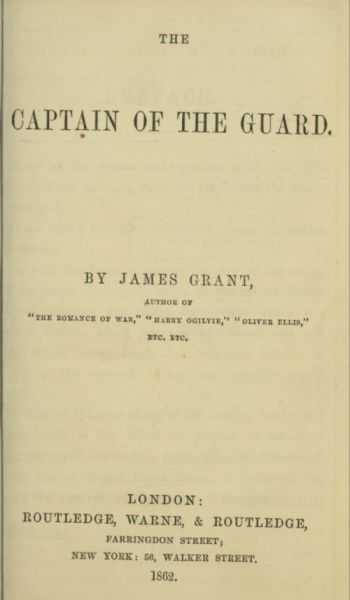 THE
CAPTAIN OF THE GUARD.
BY JAMES GRANT,
AUTHOR OF
"THE ROMANCE OF WAR," "HARRY OGILVIE," "OLIVER ELLIS,"
ETC. ETC.
LONDON:
ROUTLEDGE, WARNE, & ROUTLEDGE,
FARRINGDON STREET;
NEW YORK: 56, WALKER STREET.
1862.